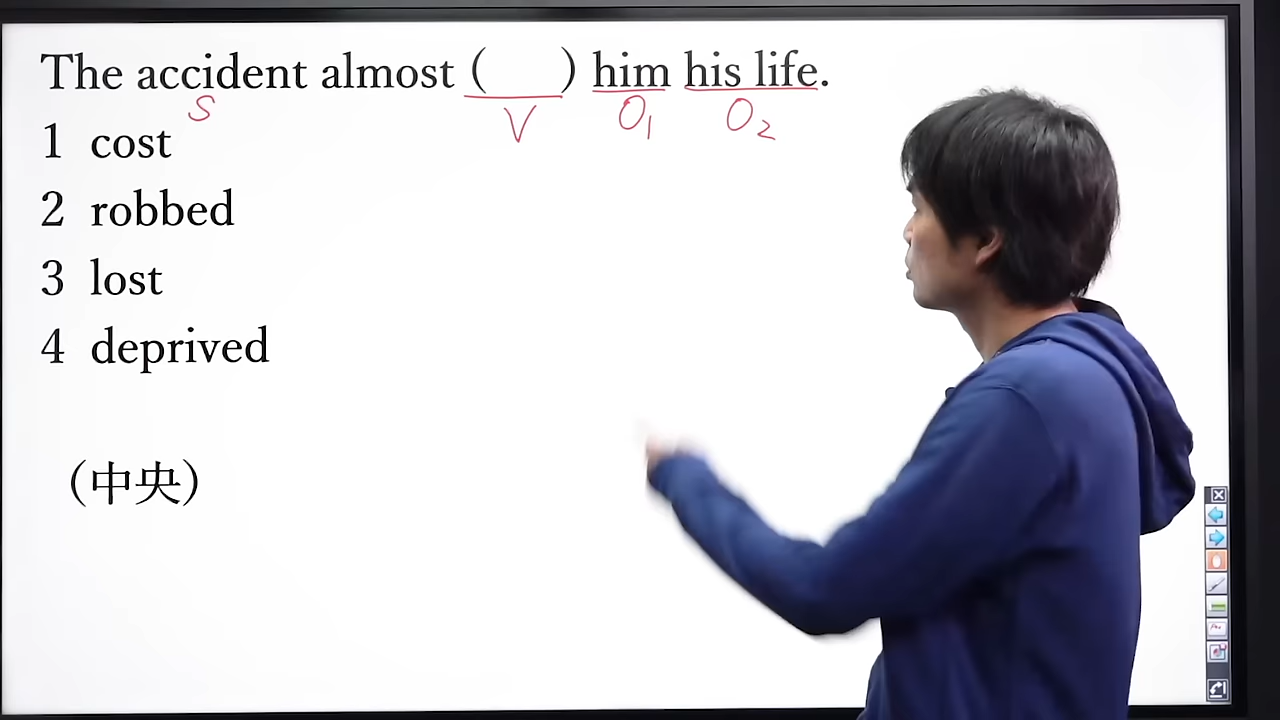 The accident almost (    ) him his life.
S V O₁ O₂
1 cost
2 robbed
3 lost
4 deprived
(中央)